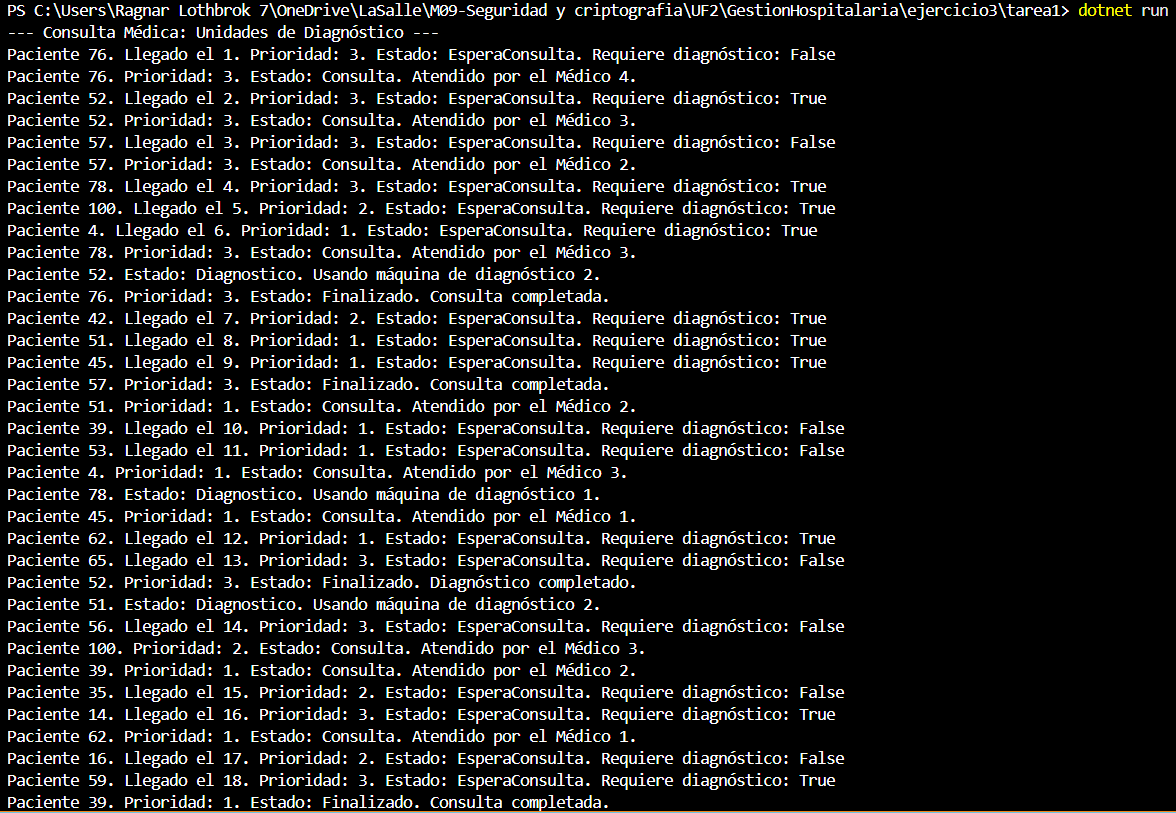 PS C:\Users\Ragnar Lothbrok 7\OneDrive\LaSalle\M09-Seguridad y criptografia\UF2\GestionHospitalaria\ejercicio3\tarea1> dotnet run
--- Consulta Médica: Unidades de Diagnóstico ---
Paciente 76. Llegado el 1. Prioridad: 3. Estado: EsperaConsulta. Requiere diagnóstico: False
Paciente 76. Prioridad: 3. Estado: Consulta. Atendido por el Médico 4.
Paciente 52. Llegado el 2. Prioridad: 3. Estado: EsperaConsulta. Requiere diagnóstico: True
Paciente 52. Prioridad: 3. Estado: Consulta. Atendido por el Médico 3.
Paciente 57. Llegado el 3. Prioridad: 3. Estado: EsperaConsulta. Requiere diagnóstico: False
Paciente 57. Prioridad: 3. Estado: Consulta. Atendido por el Médico 2.
Paciente 78. Llegado el 4. Prioridad: 3. Estado: EsperaConsulta. Requiere diagnóstico: True
Paciente 100. Llegado el 5. Prioridad: 2. Estado: EsperaConsulta. Requiere diagnóstico: True
Paciente 4. Llegado el 6. Prioridad: 1. Estado: EsperaConsulta. Requiere diagnóstico: True
Paciente 78. Prioridad: 3. Estado: Consulta. Atendido por el Médico 3.
Paciente 52. Estado: Diagnostico. Usando máquina de diagnóstico 2.
Paciente 76. Prioridad: 3. Estado: Finalizado. Consulta completada.
Paciente 42. Llegado el 7. Prioridad: 2. Estado: EsperaConsulta. Requiere diagnóstico: True
Paciente 51. Llegado el 8. Prioridad: 1. Estado: EsperaConsulta. Requiere diagnóstico: True
Paciente 45. Llegado el 9. Prioridad: 1. Estado: EsperaConsulta. Requiere diagnóstico: True
Paciente 57. Prioridad: 3. Estado: Finalizado. Consulta completada.
Paciente 51. Prioridad: 1. Estado: Consulta. Atendido por el Médico 2.
Paciente 39. Llegado el 10. Prioridad: 1. Estado: EsperaConsulta. Requiere diagnóstico: False
Paciente 53. Llegado el 11. Prioridad: 1. Estado: EsperaConsulta. Requiere diagnóstico: False
Paciente 4. Prioridad: 1. Estado: Consulta. Atendido por el Médico 3.
Paciente 78. Estado: Diagnostico. Usando máquina de diagnóstico 1.
Paciente 45. Prioridad: 1. Estado: Consulta. Atendido por el Médico 1.
Paciente 62. Llegado el 12. Prioridad: 1. Estado: EsperaConsulta. Requiere diagnóstico: True
Paciente 65. Llegado el 13. Prioridad: 3. Estado: EsperaConsulta. Requiere diagnóstico: False
Paciente 52. Prioridad: 3. Estado: Finalizado. Diagnóstico completado.
Paciente 51. Estado: Diagnostico. Usando máquina de diagnóstico 2.
Paciente 56. Llegado el 14. Prioridad: 3. Estado: EsperaConsulta. Requiere diagnóstico: False
Paciente 100. Prioridad: 2. Estado: Consulta. Atendido por el Médico 3.
Paciente 39. Prioridad: 1. Estado: Consulta. Atendido por el Médico 2.
Paciente 35. Llegado el 15. Prioridad: 2. Estado: EsperaConsulta. Requiere diagnóstico: False
Paciente 14. Llegado el 16. Prioridad: 3. Estado: EsperaConsulta. Requiere diagnóstico: True
Paciente 62. Prioridad: 1. Estado: Consulta. Atendido por el Médico 1.
Paciente 16. Llegado el 17. Prioridad: 2. Estado: EsperaConsulta. Requiere diagnóstico: False
Paciente 59. Llegado el 18. Prioridad: 3. Estado: EsperaConsulta. Requiere diagnóstico: True
Paciente 39. Prioridad: 1. Estado: Finalizado. Consulta completada.